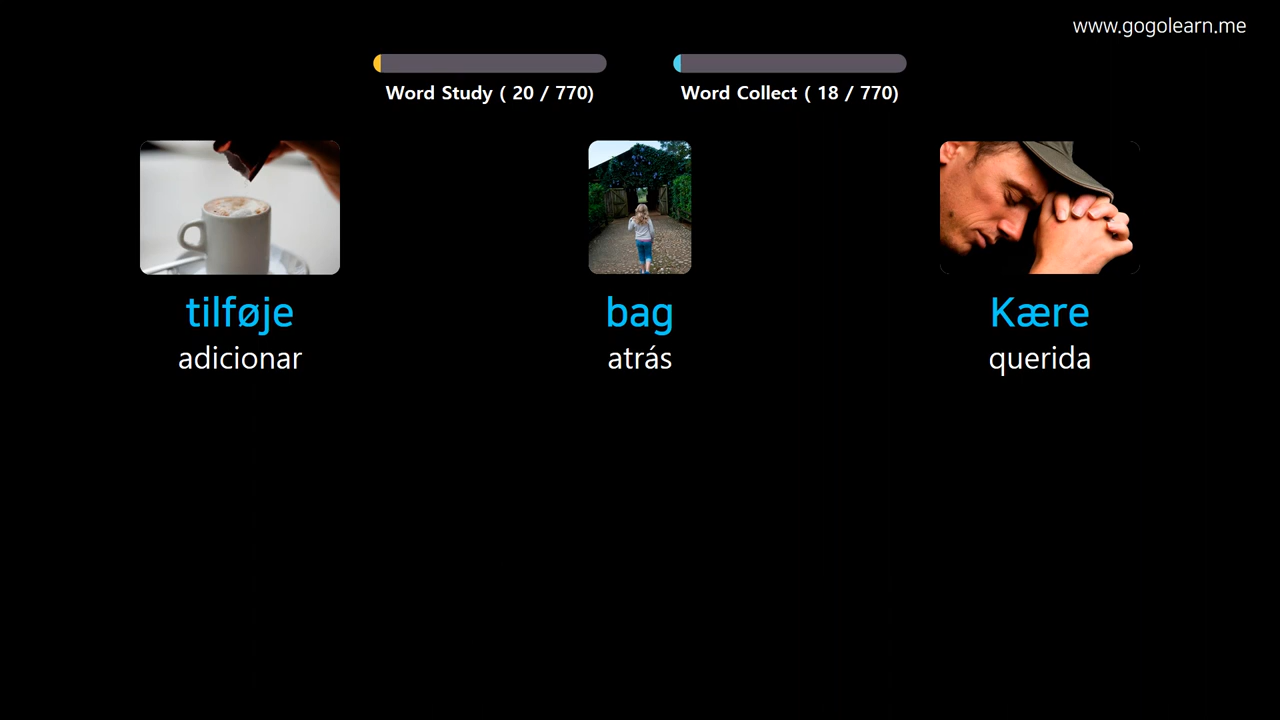 www.gogolearn.me
Word Study ( 20 / 770)
Word Collect ( 18 / 770)
tilføje
bag
Kære
adicionar
atrás
querida